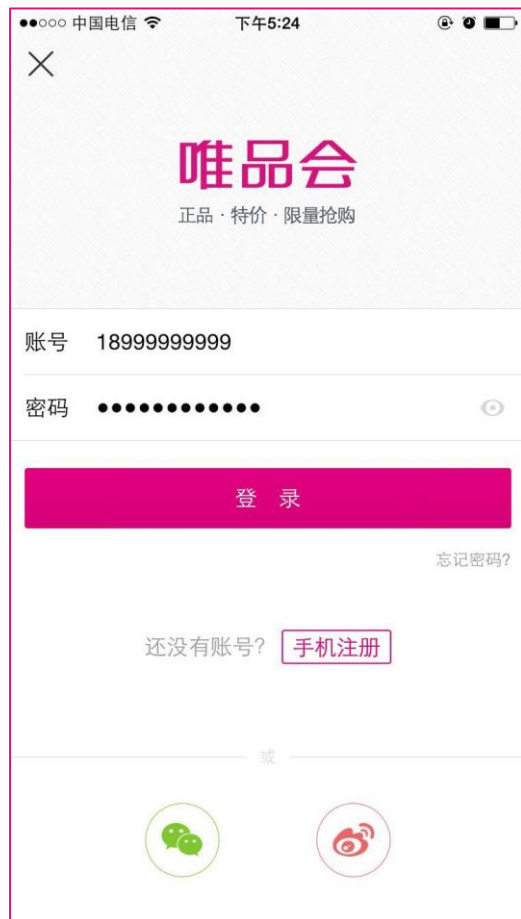 中国电信 下午5:24
唯品会
正品·特价·限量抢购
账号 18999999999
密码 ●●●●●●●●●●●●
登 录
忘记密码?
还没有账号? 手机注册
或